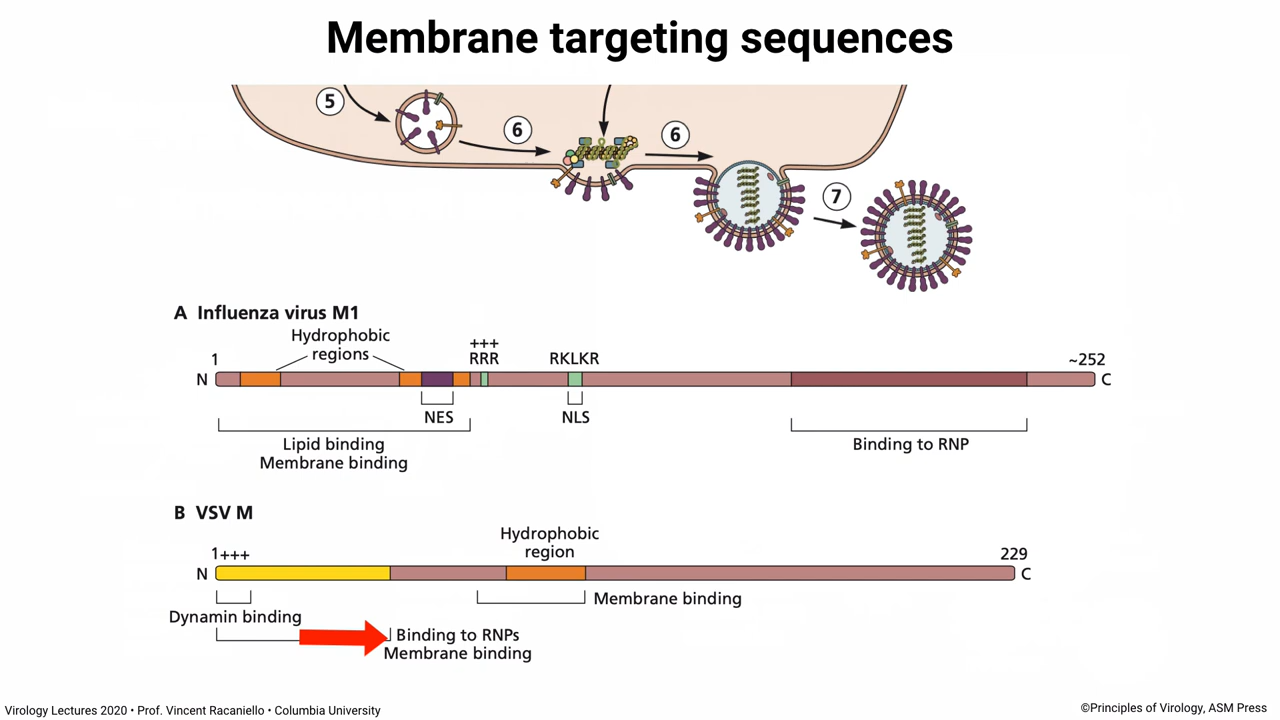 Membrane targeting sequences
5
6
6
7
A Influenza virus M1
Hydrophobic
regions
+++
1
RRR
RKLKR
~252
N
C
NES
NLS
Lipid binding
Membrane binding
Binding to RNP
B VSV M
Hydrophobic
region
1+++
229
N
C
Membrane binding
Dynamin binding
Binding to RNPs
Membrane binding
Virology Lectures 2020 • Prof. Vincent Racaniello • Columbia University
©Principles of Virology, ASM Press